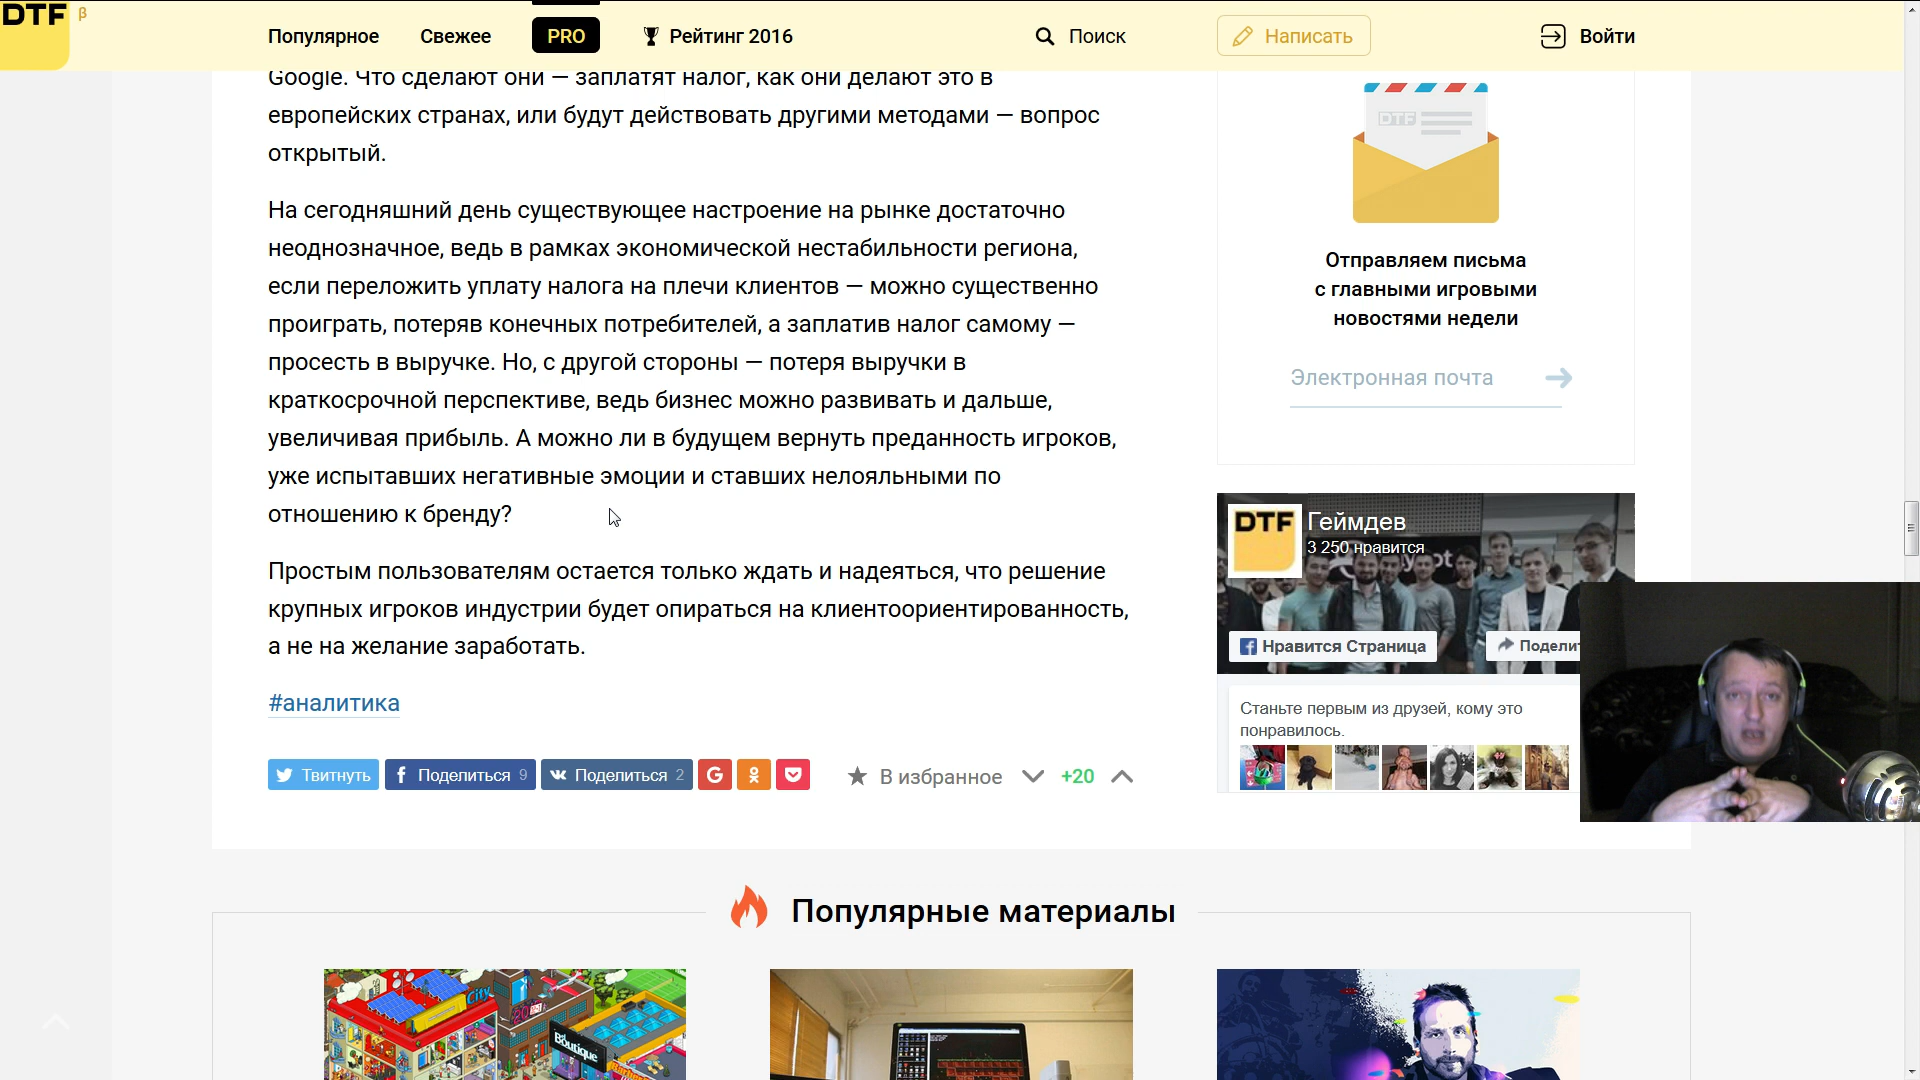 DTF β
Популярное Свежее PRO Рейтинг 2016 Поиск Написать Войти
Google. Что сделают они — заплатят налог, как они делают это в
европейских странах, или будут действовать другими методами — вопрос
открытый.
На сегодняшний день существующее настроение на рынке достаточно
неоднозначное, ведь в рамках экономической нестабильности региона,
если переложить уплату налога на плечи клиентов — можно существенно
проиграть, потеряв конечных потребителей, а заплатив налог самому —
просесть в выручке. Но, с другой стороны — потеря выручки в
краткосрочной перспективе, ведь бизнес можно развивать и дальше,
увеличивая прибыль. А можно ли в будущем вернуть преданность игроков,
уже испытавших негативные эмоции и ставших нелояльными по
отношению к бренду?
Простым пользователям остается только ждать и надеяться, что решение
крупных игроков индустрии будет опираться на клиентоориентированность,
а не на желание заработать.
#аналитика
Твитнуть Поделиться 9 Поделиться 2 В избранное +20
DTF
Отправляем письма
с главными игровыми
новостями недели
Электронная почта
DTF Геймдев
3 250 нравится
Нравится Страница
Станьте первым из друзей, кому это
понравилось.
Популярные материалы
City
Boutique